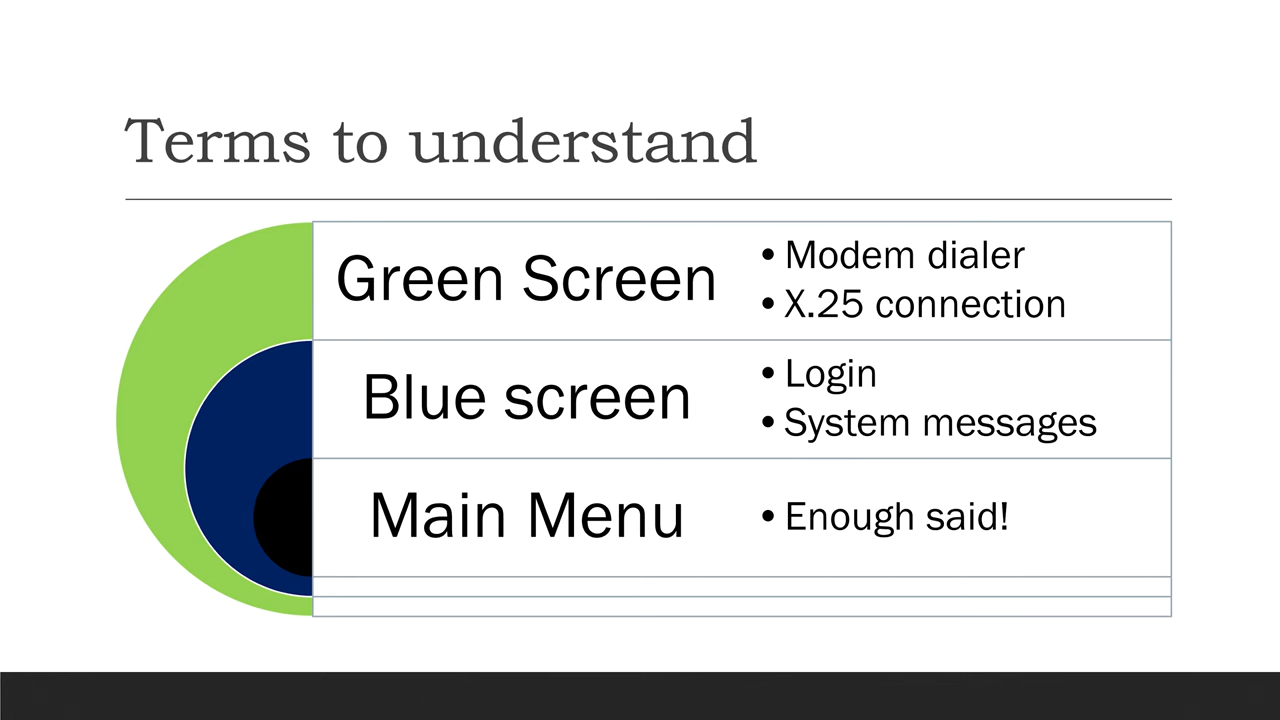 Terms to understand
Green Screen
• Modem dialer
• X.25 connection
Blue screen
• Login
• System messages
Main Menu
• Enough said!